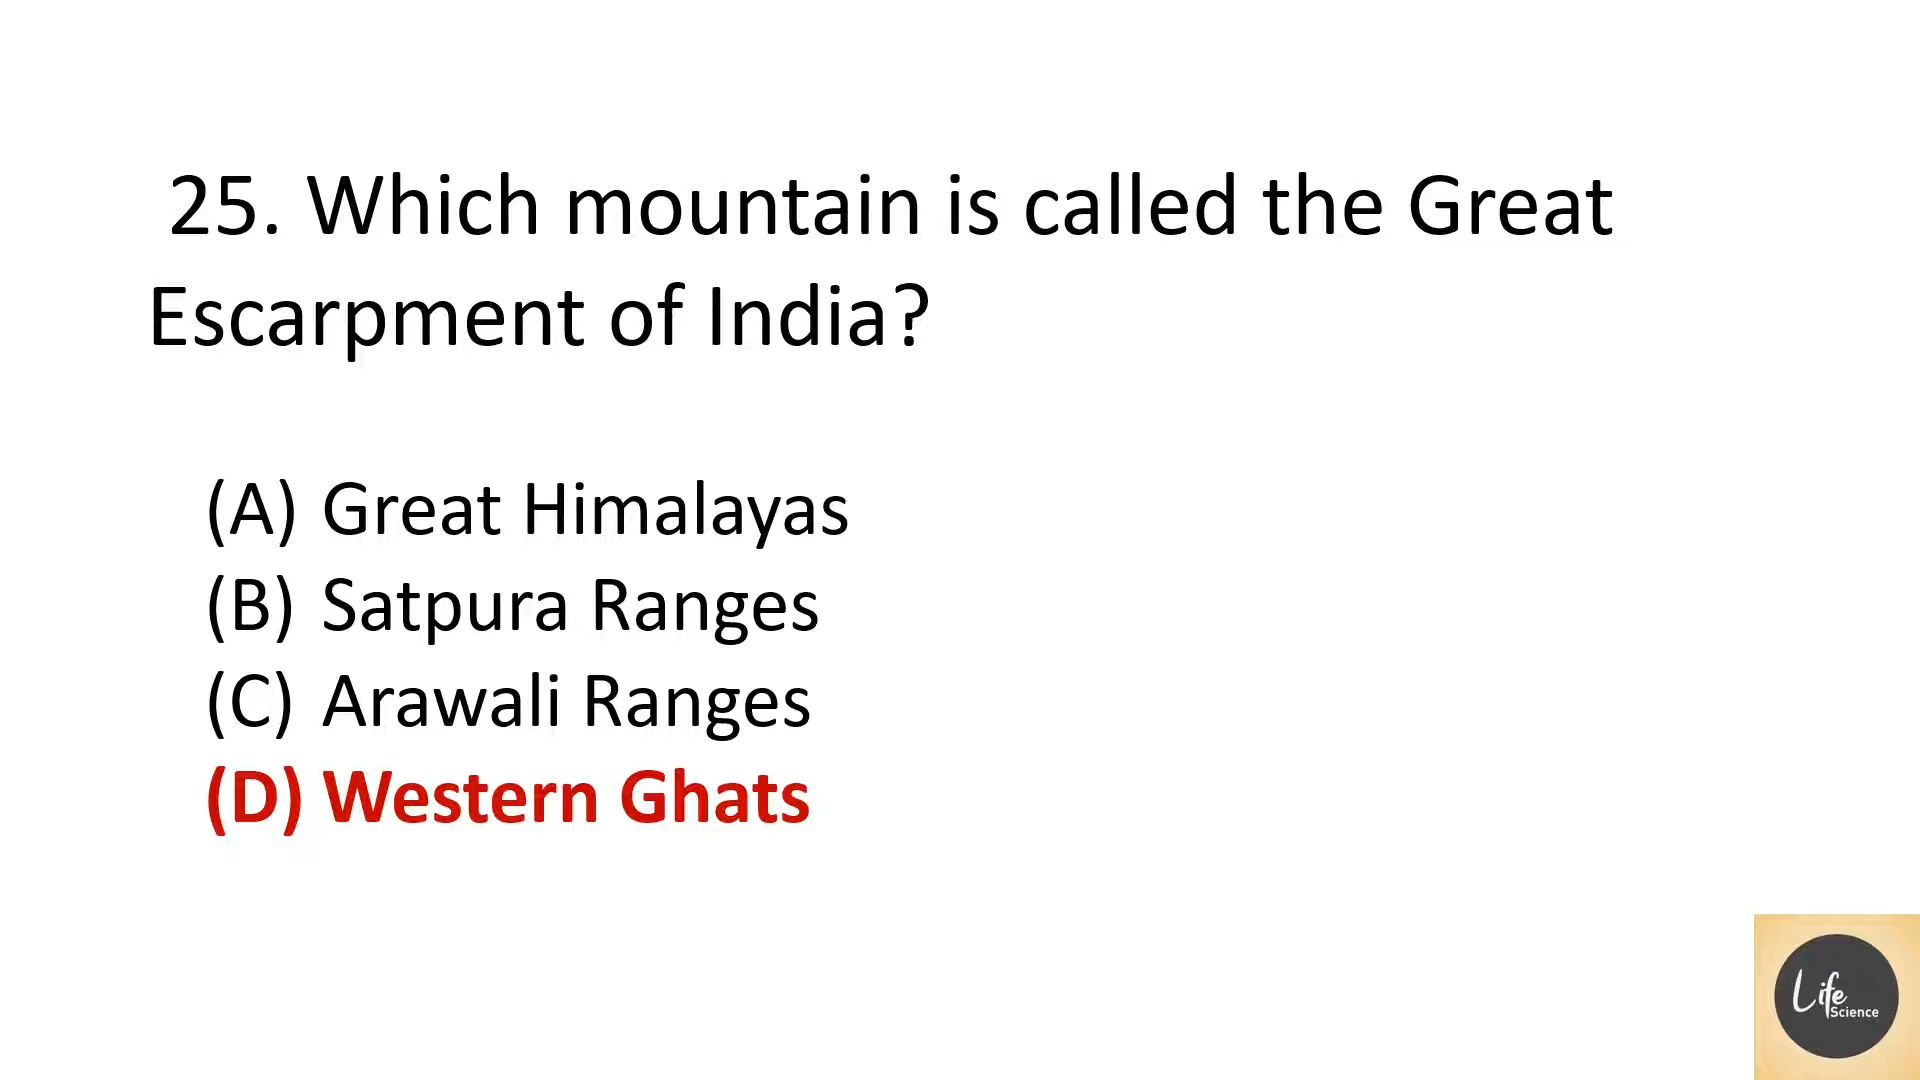 25. Which mountain is called the Great
Escarpment of India?
(A) Great Himalayas
(B) Satpura Ranges
(C) Arawali Ranges
(D) Western Ghats
Life
Science